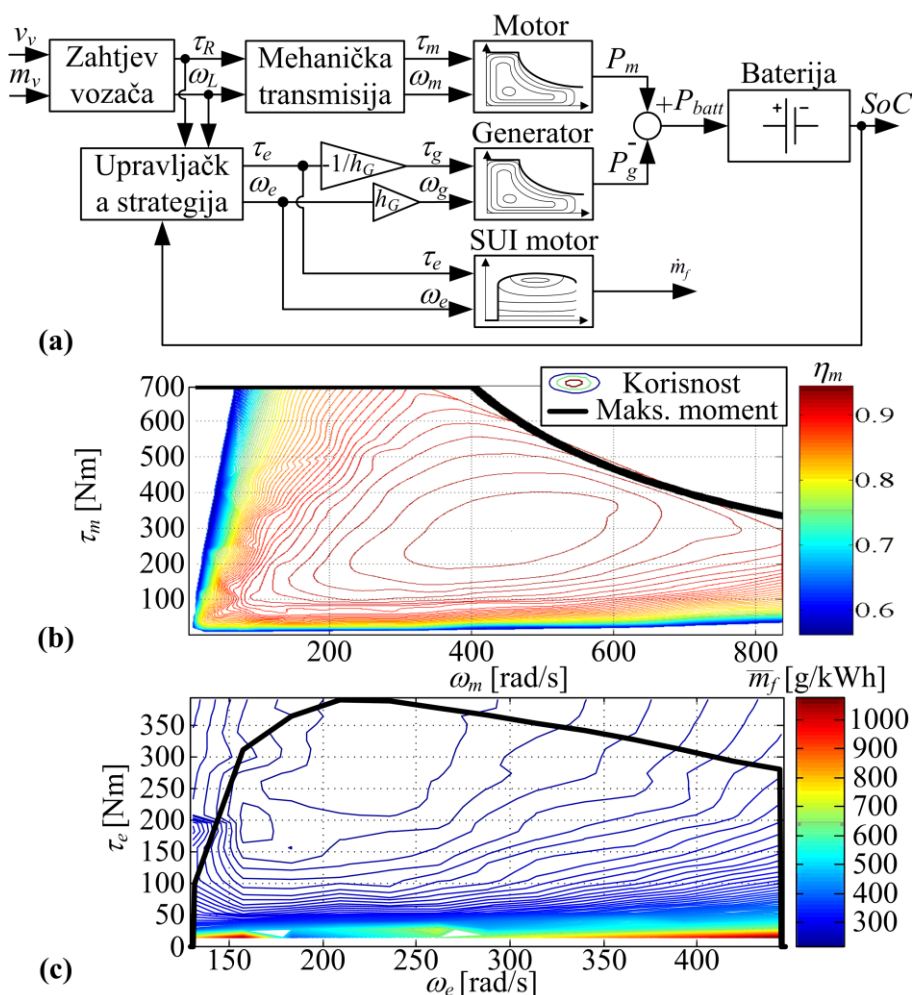 v_v
m_v
Zahtjev
vozača
τ_R
ω_L
Mehanička
transmisija
τ_m
ω_m
Motor
P_m
+
P_batt
Baterija
+ −
SoC
Upravljačk
a strategija
τ_e
ω_e
-1/h_G
h_G
τ_g
ω_g
Generator
P_g
-
SUI motor
τ_e
ω_e
ṁ_f
(a)
700
600
500
400
300
200
100
τ_m [Nm]
Korisnost
Maks. moment
η_m
0.9
0.8
0.7
0.6
200 400 600 800
ω_m [rad/s]
(b)
m̅_f [g/kWh]
350
300
250
200
150
100
50
0
τ_e [Nm]
1000
900
800
700
600
500
400
300
150 200 250 300 350 400
ω_e [rad/s]
(c)